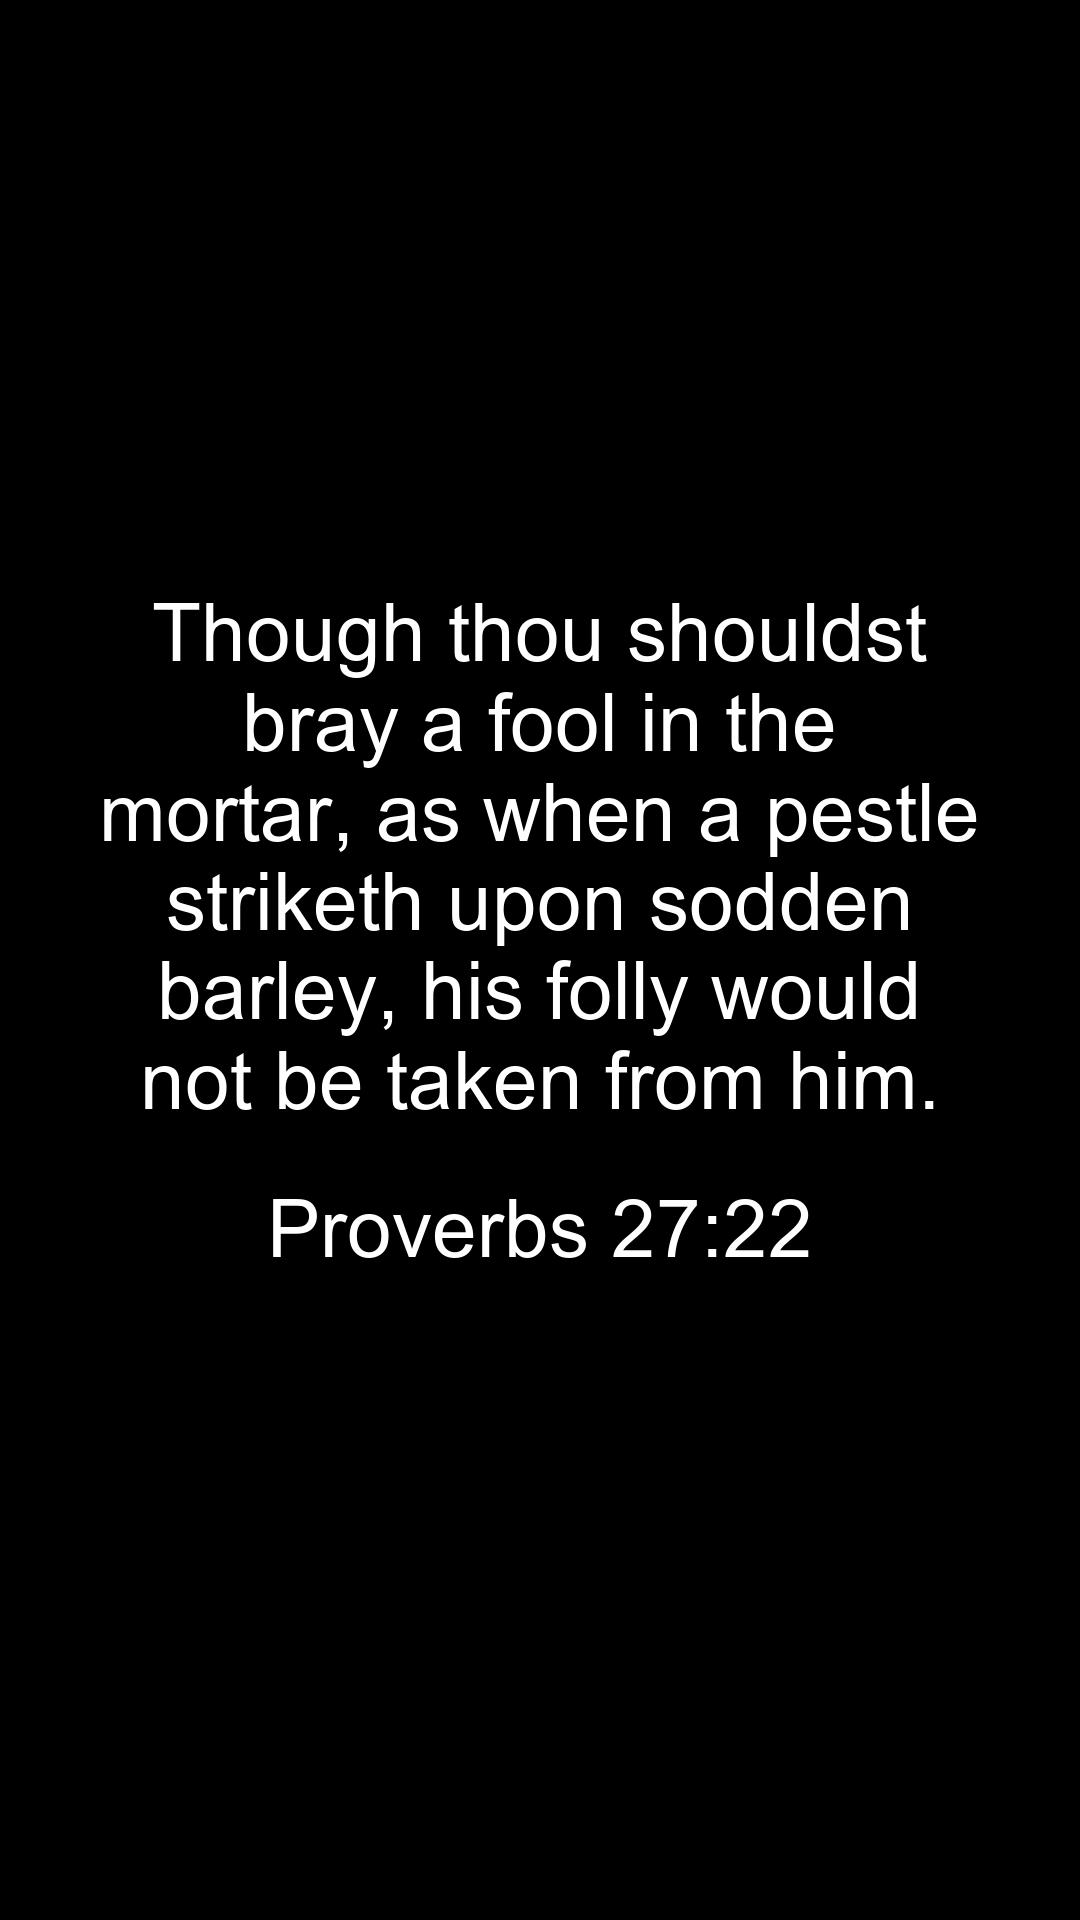 Though thou shouldst
bray a fool in the
mortar, as when a pestle
striketh upon sodden
barley, his folly would
not be taken from him.
Proverbs 27:22